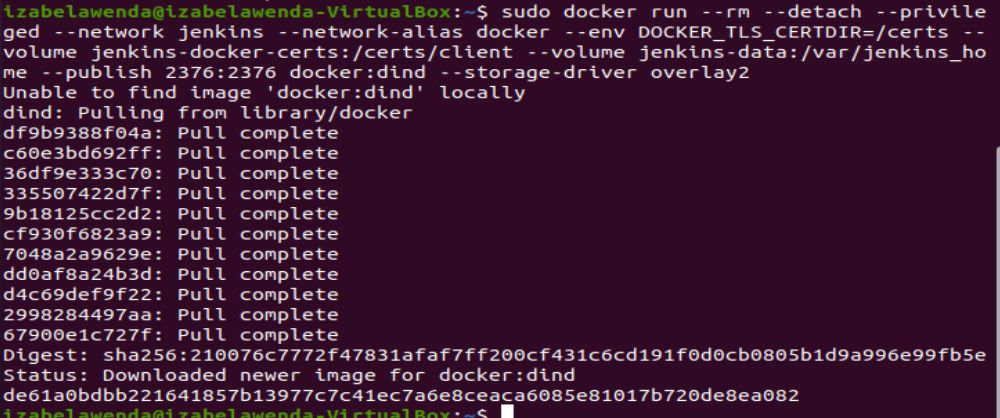 izabelawenda@izabelawenda-VirtualBox:~$ sudo docker run --rm --detach --privile
ged --network jenkins --network-alias docker --env DOCKER_TLS_CERTDIR=/certs --
volume jenkins-docker-certs:/certs/client --volume jenkins-data:/var/jenkins_ho
me --publish 2376:2376 docker:dind --storage-driver overlay2
Unable to find image 'docker:dind' locally
dind: Pulling from library/docker
df9b9388f04a: Pull complete
c60e3bd692ff: Pull complete
36df9e333c70: Pull complete
335507422d7f: Pull complete
9b18125cc2d2: Pull complete
cf930f6823a9: Pull complete
7048a2a9629e: Pull complete
dd0af8a24b3d: Pull complete
d4c69def9f22: Pull complete
2998284497aa: Pull complete
67900e1c727f: Pull complete
Digest: sha256:210076c7772f47831afaf7ff200cf431c6cd191f0d0cb0805b1d9a996e99fb5e
Status: Downloaded newer image for docker:dind
de61a0bdbb221641857b13977c7c41ec7a6e8ceaca6085e81017b720de8ea082
izabelawenda@izabelawenda-VirtualBox:~$